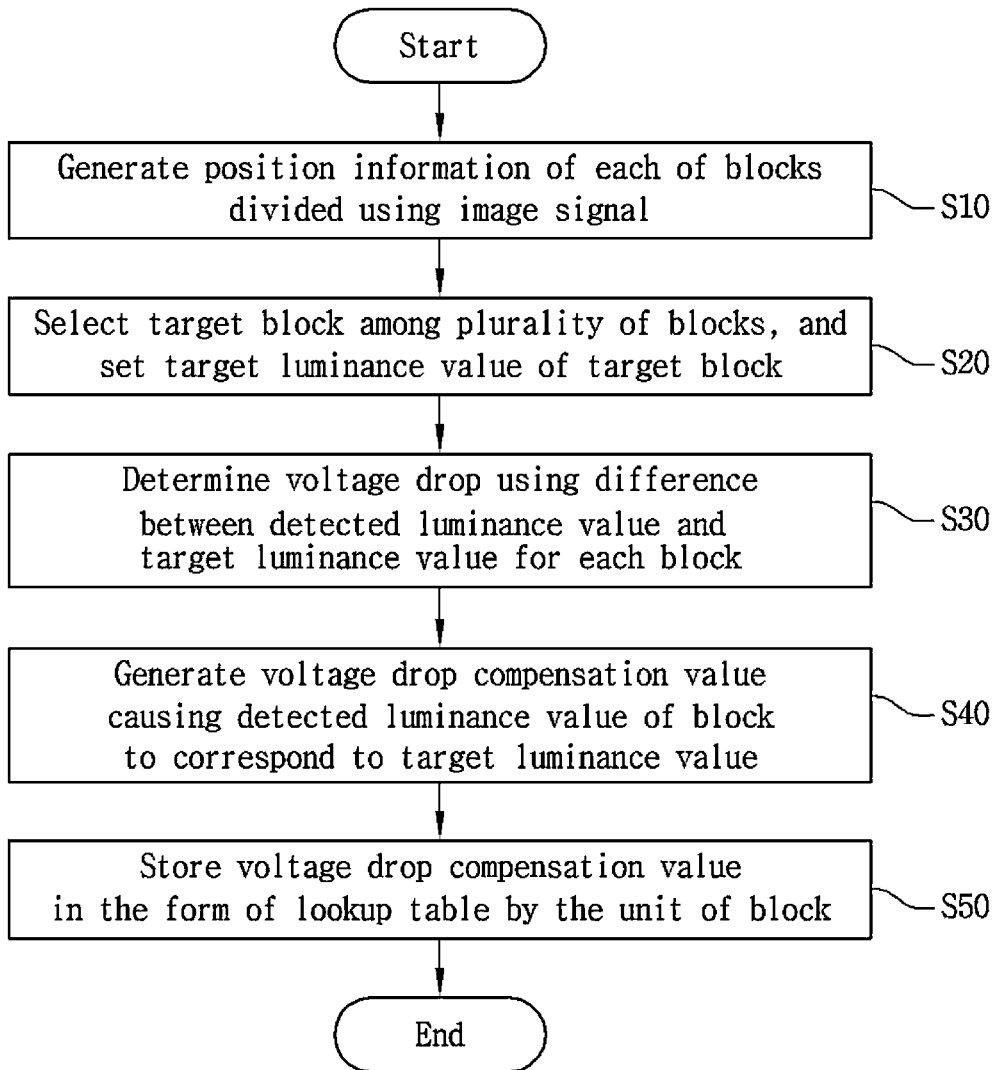 Start
Generate position information of each of blocks
divided using image signal
S10
Select target block among plurality of blocks, and
set target luminance value of target block
S20
Determine voltage drop using difference
between detected luminance value and
target luminance value for each block
S30
Generate voltage drop compensation value
causing detected luminance value of block
to correspond to target luminance value
S40
Store voltage drop compensation value
in the form of lookup table by the unit of block
S50
End